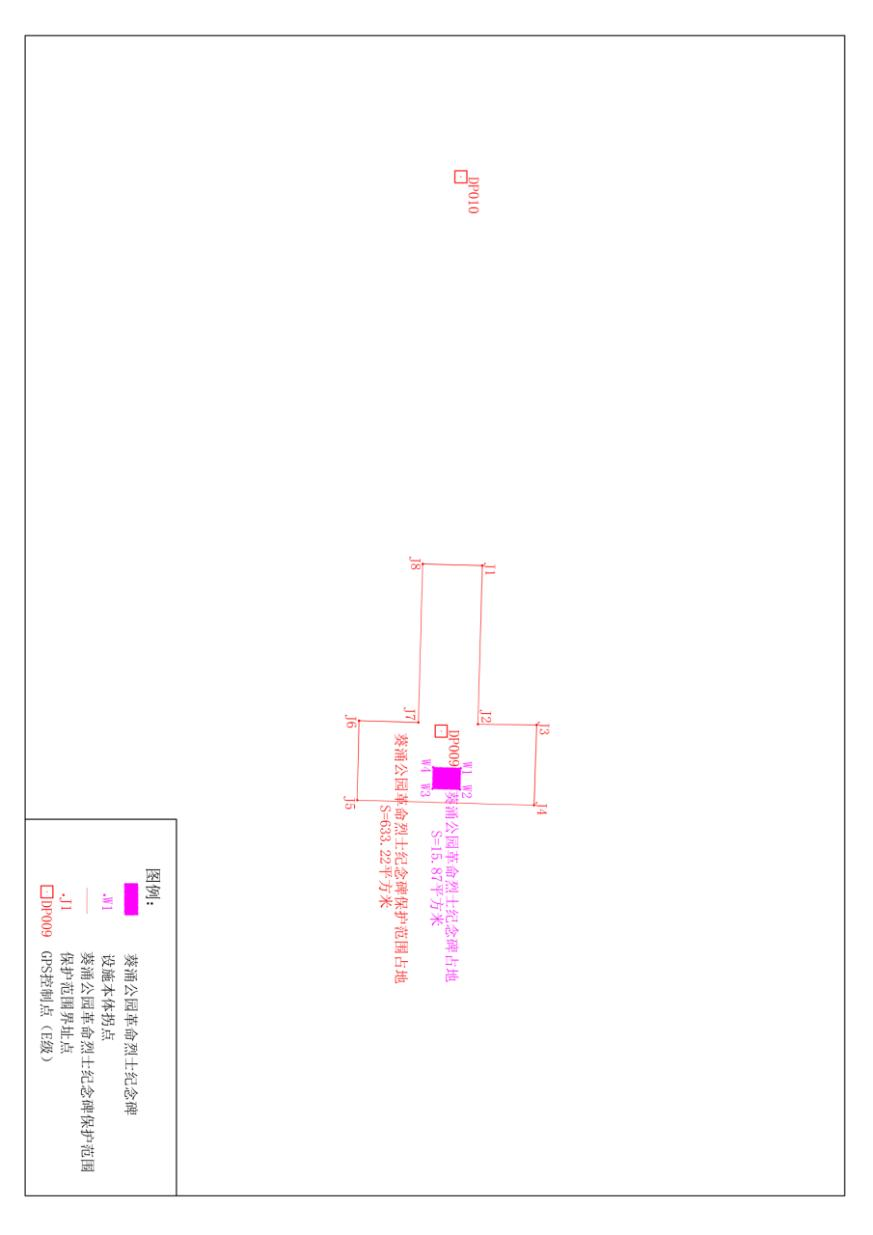 DP010
J8
J1
J6
J7
J2
J3
DP009
W4
W1
W3
W2
J5
J4
葵涌公园革命烈士纪念碑占地
S=15.87平方米
葵涌公园革命烈士纪念碑保护范围占地
S=633.22平方米
图例:
葵涌公园革命烈士纪念碑
.W1 设施本体拐点
葵涌公园革命烈士纪念碑保护范围
.J1 保护范围界址点
DP009 GPS控制点（E级）